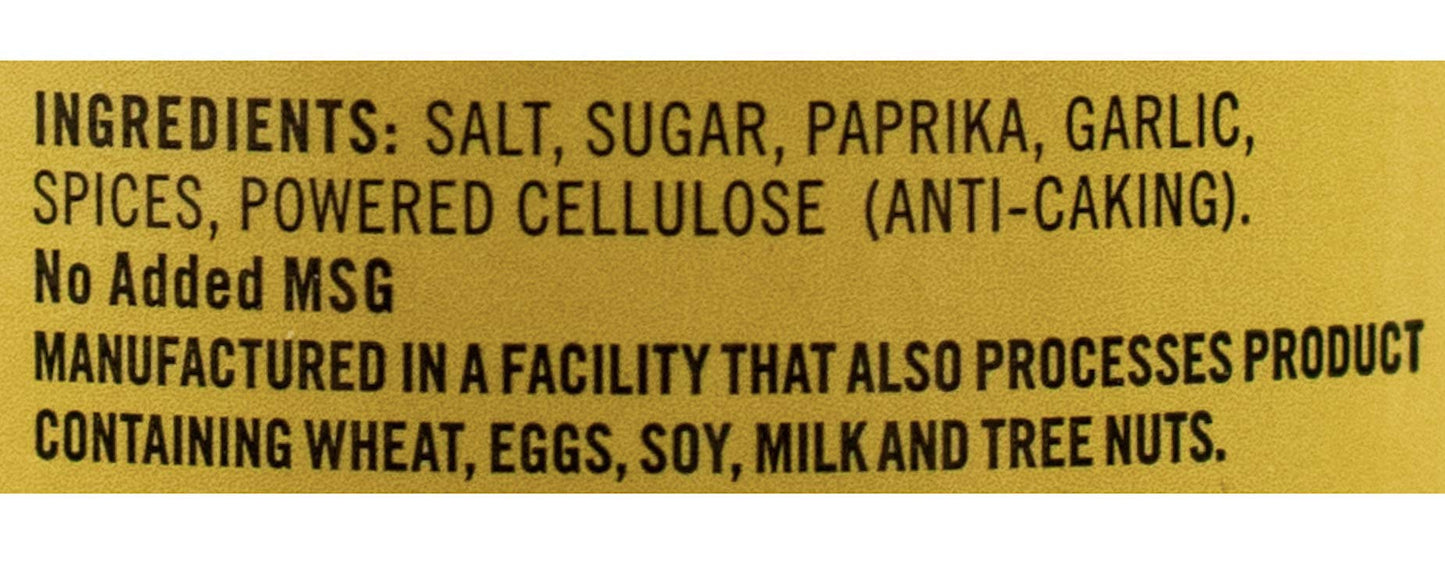 INGREDIENTS: SALT, SUGAR, PAPRIKA, GARLIC,
SPICES, POWERED CELLULOSE (ANTI-CAKING).
No Added MSG
MANUFACTURED IN A FACILITY THAT ALSO PROCESSES PRODUCT
CONTAINING WHEAT, EGGS, SOY, MILK AND TREE NUTS.